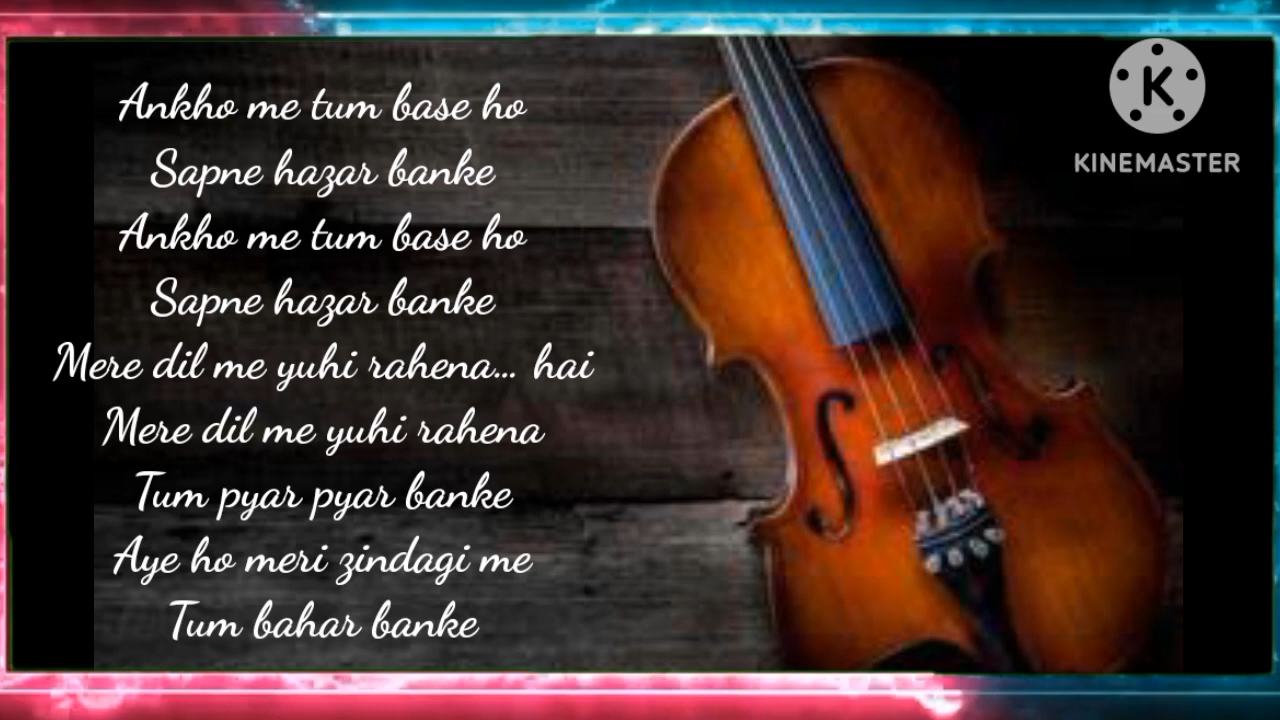 Ankho me tum base ho
Sapne hazar banke
Ankho me tum base ho
Sapne hazar banke
Mere dil me yuhi rahena... hai
Mere dil me yuhi rahena
Tum pyar pyar banke
Aye ho meri zindagi me
Tum bahar banke
K
KINEMASTER